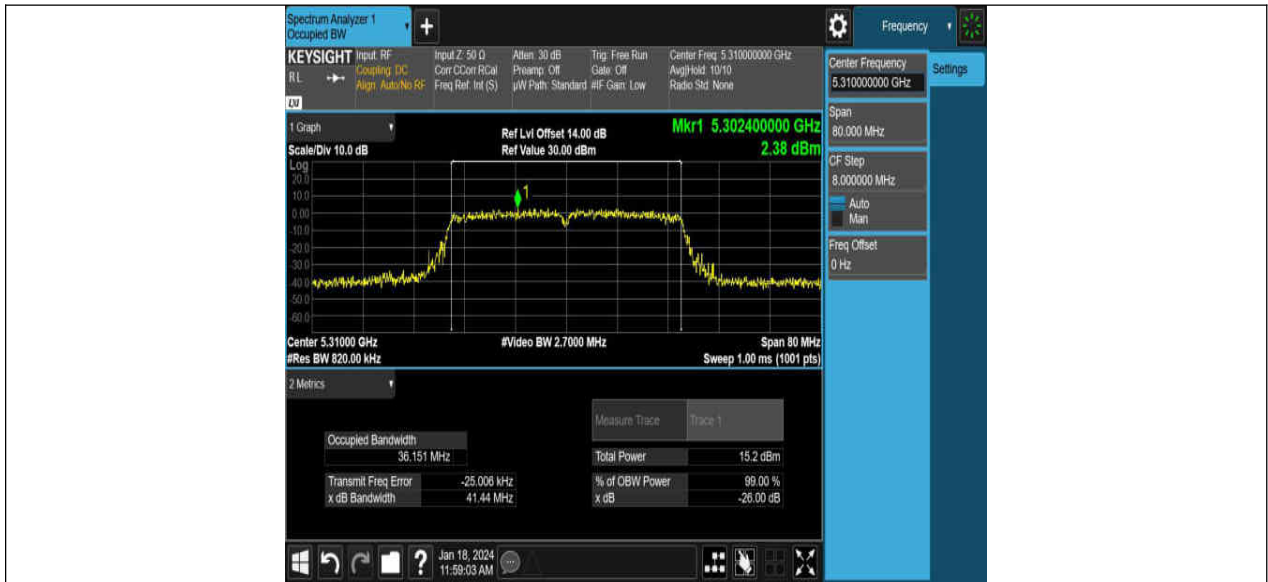 Spectrum Analyzer 1
Occupied BW
+
Frequency
KEYSIGHT
RL
LXI
Input: RF
Coupling: DC
Align: Auto/No RF
Input Z: 50 Ω
Corr CCorr RCal
Freq Ref: Int (S)
Atten: 30 dB
Preamp: Off
µW Path: Standard
Trig: Free Run
Gate: Off
#IF Gain: Low
Center Freq: 5.310000000 GHz
Avg|Hold: 10/10
Radio Std: None
Center Frequency
5.310000000 GHz
Settings
Span
80.000 MHz
CF Step
8.000000 MHz
Auto
Man
Freq Offset
0 Hz
1 Graph
Scale/Div 10.0 dB
Ref Lvl Offset 14.00 dB
Ref Value 30.00 dBm
Mkr1 5.302400000 GHz
2.38 dBm
Log
20.0
10.0
0.00
-10.0
-20.0
-30.0
-40.0
-50.0
-60.0
1
Center 5.31000 GHz
#Res BW 820.00 kHz
#Video BW 2.7000 MHz
Span 80 MHz
Sweep 1.00 ms (1001 pts)
2 Metrics
Measure Trace
Trace 1
Occupied Bandwidth
36.151 MHz
Total Power 15.2 dBm
Transmit Freq Error -25.006 kHz
% of OBW Power 99.00 %
x dB Bandwidth 41.44 MHz
x dB -26.00 dB
?
Jan 18, 2024
11:59:03 AM